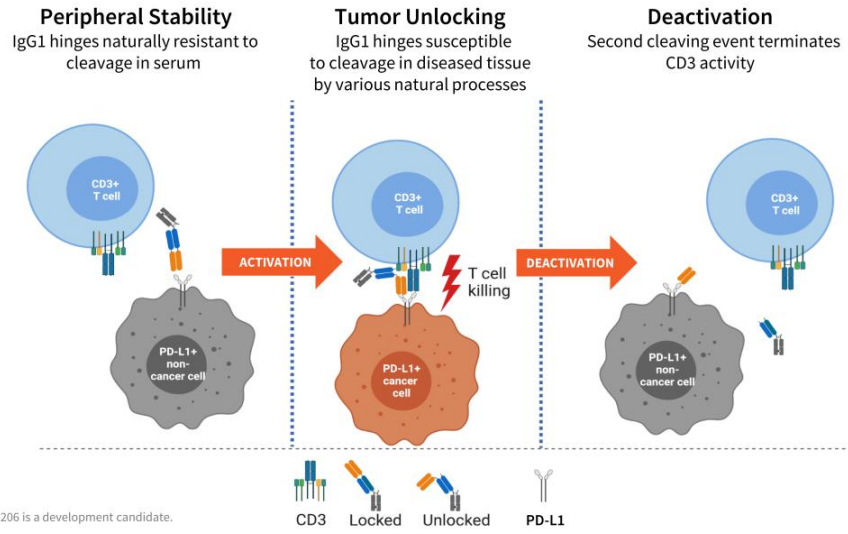 Peripheral Stability
IgG1 hinges naturally resistant to
cleavage in serum
Tumor Unlocking
IgG1 hinges susceptible
to cleavage in diseased tissue
by various natural processes
Deactivation
Second cleaving event terminates
CD3 activity
CD3+
T cell
PD-L1+
non-
cancer cell
ACTIVATION
CD3+
T cell
T cell
killing
PD-L1+
cancer
cell
DEACTIVATION
CD3+
T cell
PD-L1+
non-
cancer cell
CD3
Locked
Unlocked
PD-L1
206 is a development candidate.